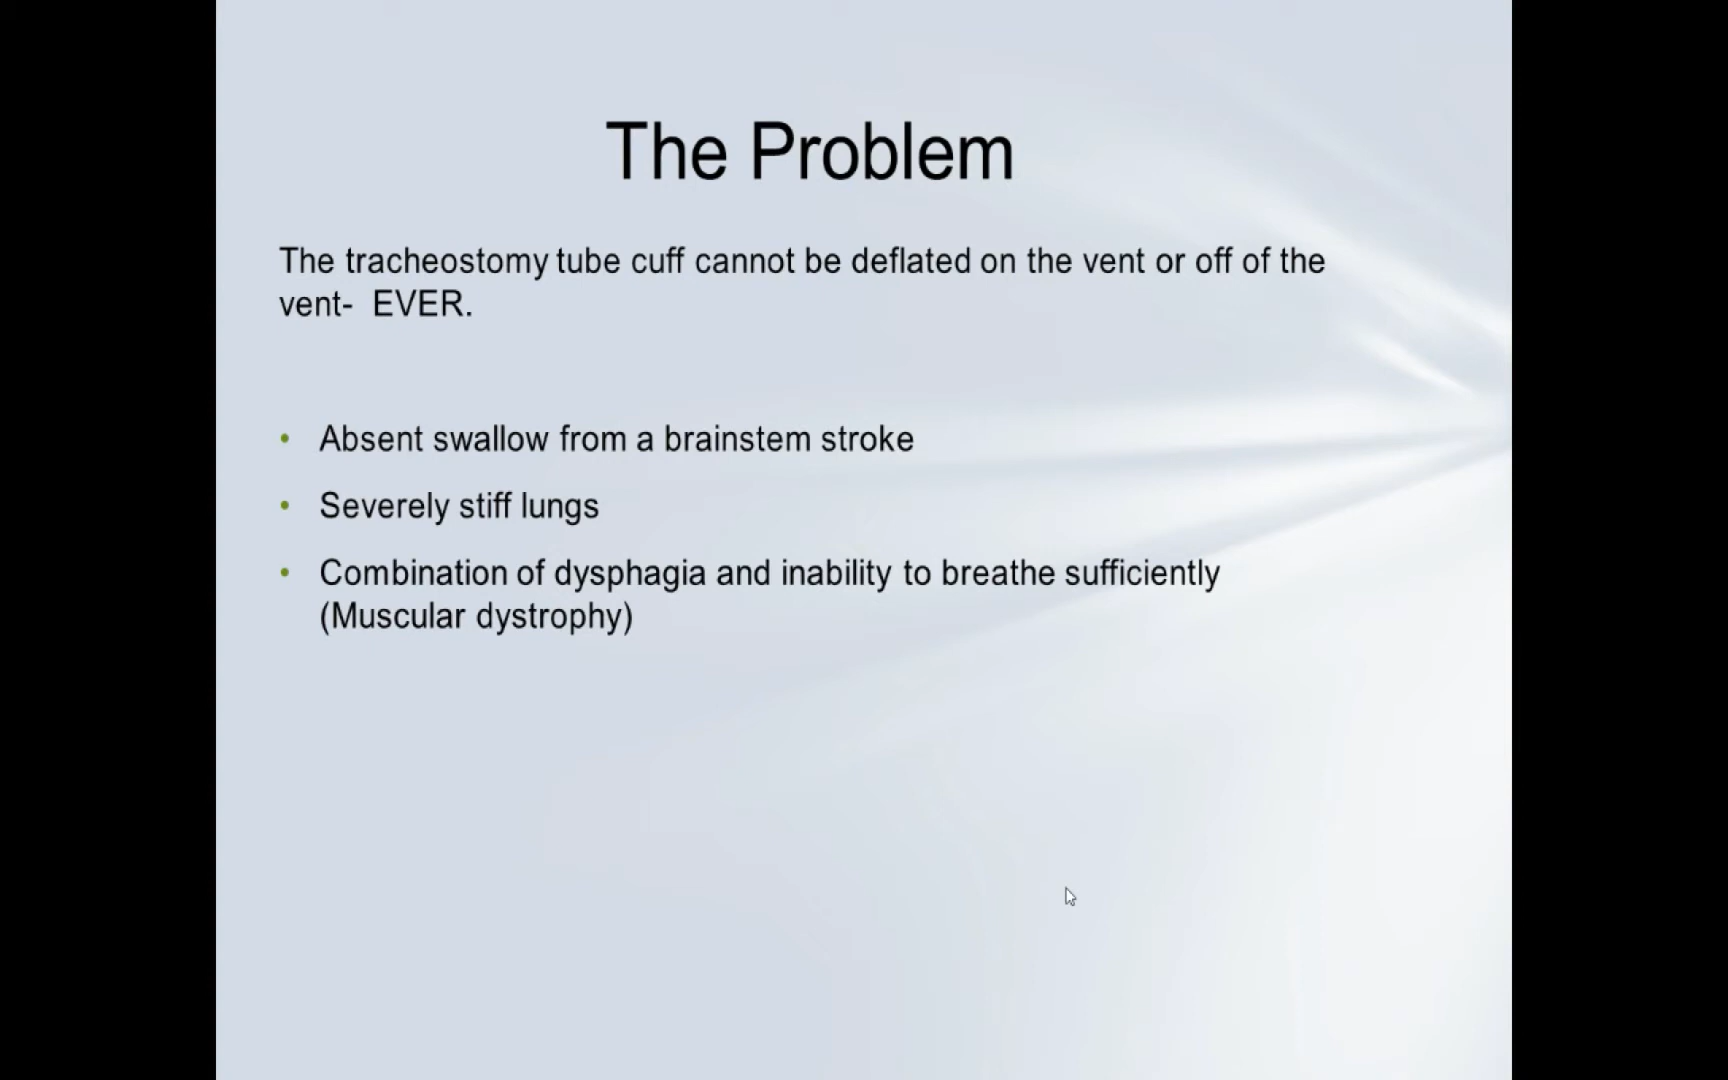 The Problem
The tracheostomy tube cuff cannot be deflated on the vent or off of the
vent-  EVER.
• Absent swallow from a brainstem stroke
• Severely stiff lungs
• Combination of dysphagia and inability to breathe sufficiently
(Muscular dystrophy)